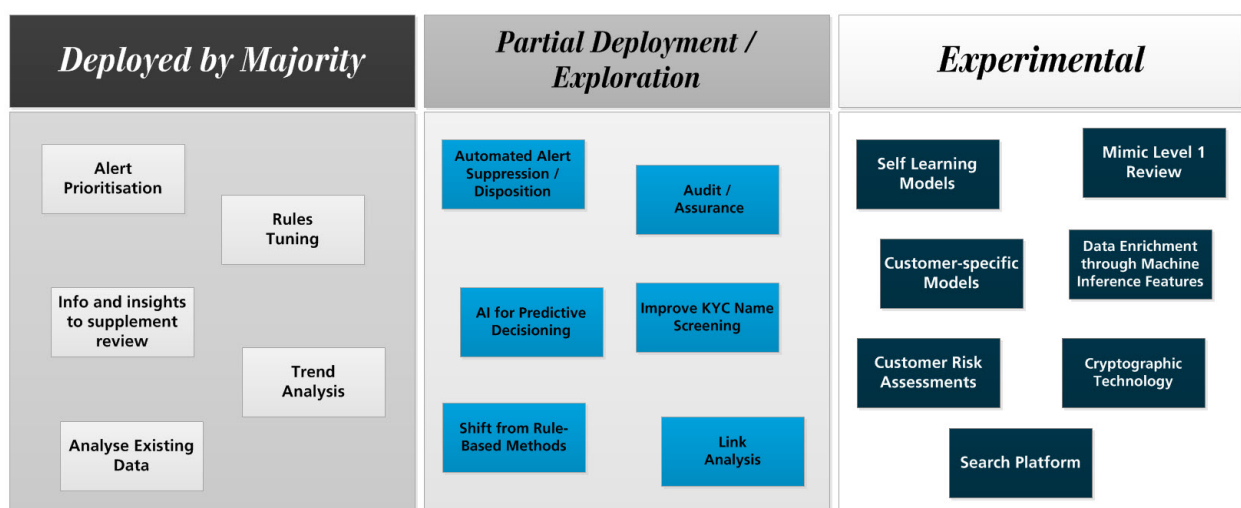 Deployed by Majority
Partial Deployment /
Exploration
Experimental
Alert
Prioritisation
Rules
Tuning
Info and insights
to supplement
review
Trend
Analysis
Analyse Existing
Data
Automated Alert
Suppression /
Disposition
Audit /
Assurance
AI for Predictive
Decisioning
Improve KYC Name
Screening
Shift from Rule-
Based Methods
Link
Analysis
Self Learning
Models
Mimic Level 1
Review
Customer-specific
Models
Data Enrichment
through Machine
Inference Features
Customer Risk
Assessments
Cryptographic
Technology
Search Platform